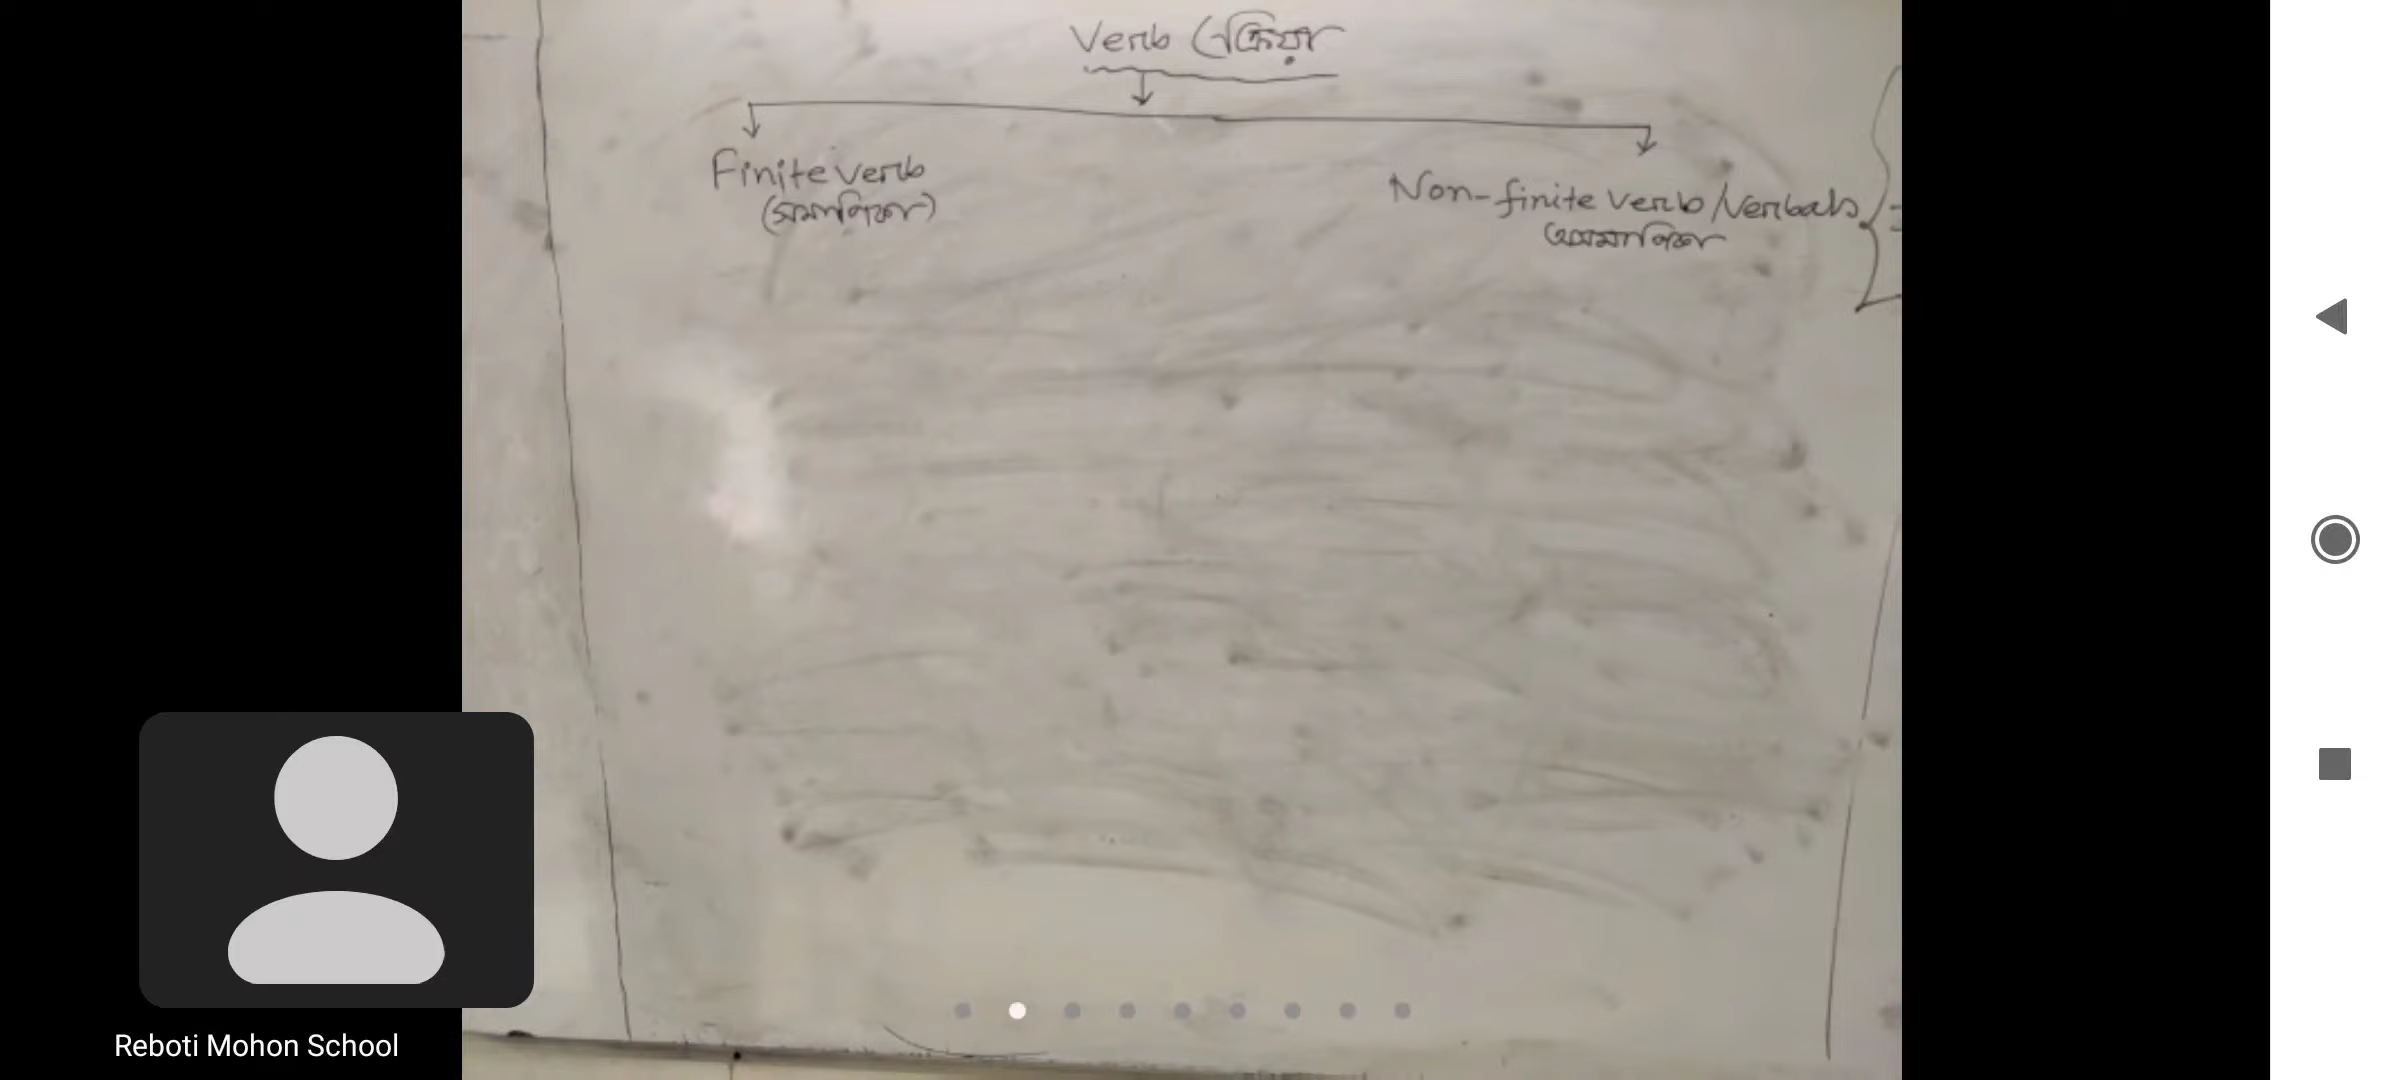 Verb (ক্রিয়া
Finite verb
(সমাপিকা)
Non-finite verb/verbals
অসমাপিকা
Reboti Mohon School